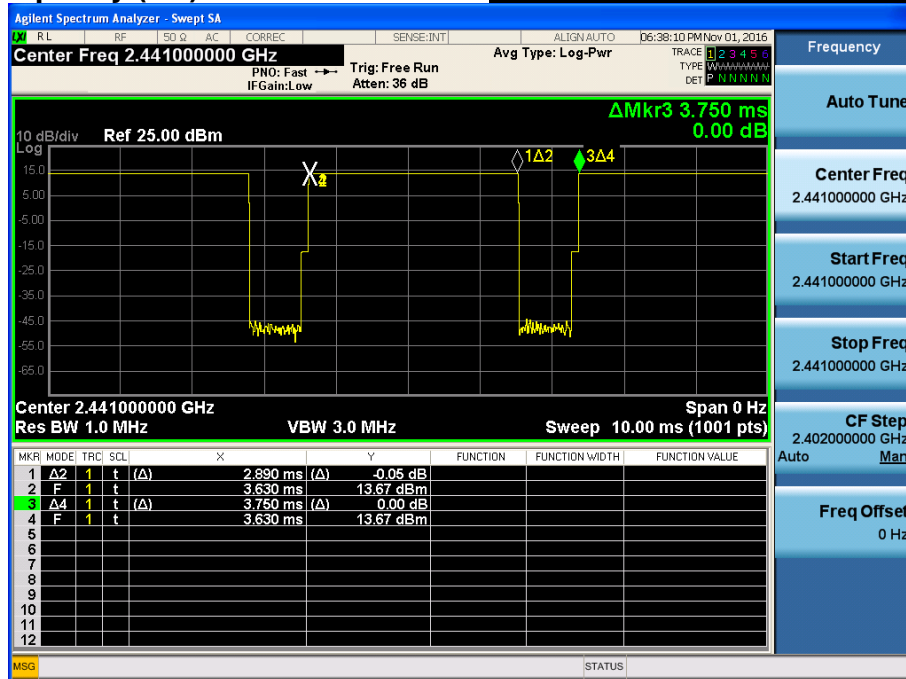 Agilent Spectrum Analyzer - Swept SA
LXI RL RF 50 Ω AC CORREC SENSE:INT ALIGNAUTO 06:38:10 PM Nov 01, 2016
Center Freq 2.441000000 GHz
PNO: Fast
IFGain:Low
Trig: Free Run
Atten: 36 dB
Avg Type: Log-Pwr
TRACE 1 2 3 4 5 6
TYPE
DET P N N N N N
Frequency
ΔMkr3 3.750 ms
0.00 dB
10 dB/div Ref 25.00 dBm
Log
15.0
5.00
-5.00
-15.0
-25.0
-35.0
-45.0
-55.0
-65.0
1Δ2 3Δ4
Center 2.441000000 GHz Span 0 Hz
Res BW 1.0 MHz VBW 3.0 MHz Sweep 10.00 ms (1001 pts)
MKR MODE TRC SCL X Y FUNCTION FUNCTION WIDTH FUNCTION VALUE
1 Δ2 1 t (Δ) 2.890 ms (Δ) -0.05 dB
2 F 1 t 3.630 ms 13.67 dBm
3 Δ4 1 t (Δ) 3.750 ms (Δ) 0.00 dB
4 F 1 t 3.630 ms 13.67 dBm
5
6
7
8
9
10
11
12
Auto Tune
Center Freq
2.441000000 GHz
Start Freq
2.441000000 GHz
Stop Freq
2.441000000 GHz
CF Step
2.402000000 GHz
Auto Man
Freq Offset
0 Hz
MSG STATUS